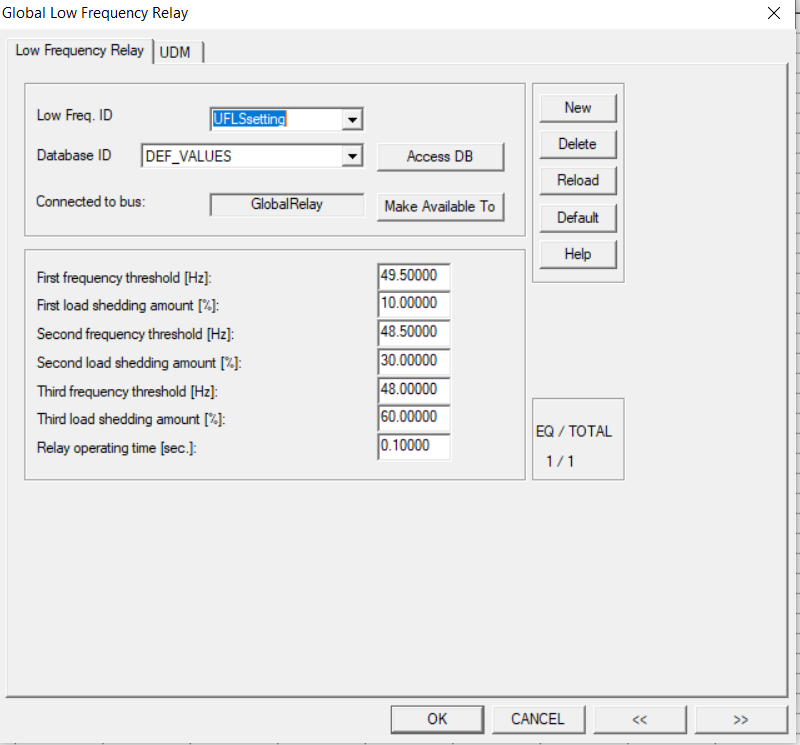 Global Low Frequency Relay
Low Frequency Relay UDM
Low Freq. ID UFLSsetting
Database ID DEF_VALUES Access DB
Connected to bus: GlobalRelay Make Available To
New
Delete
Reload
Default
Help
First frequency threshold [Hz]: 49.50000
First load shedding amount [%]: 10.00000
Second frequency threshold [Hz]: 48.50000
Second load shedding amount [%]: 30.00000
Third frequency threshold [Hz]: 48.00000
Third load shedding amount [%]: 60.00000
Relay operating time [sec.]: 0.10000
EQ / TOTAL
1 / 1
OK CANCEL << >>